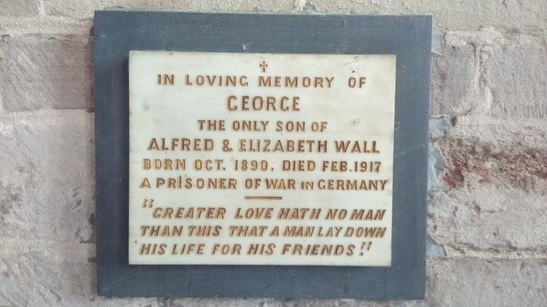 IN LOVING MEMORY OF
GEORGE
THE ONLY SON OF
ALFRED & ELIZABETH WALL
BORN OCT. 1890. DIED FEB. 1917
A PRISONER OF WAR IN GERMANY
"GREATER LOVE HATH NO MAN
THAN THIS THAT A MAN LAY DOWN
HIS LIFE FOR HIS FRIENDS."